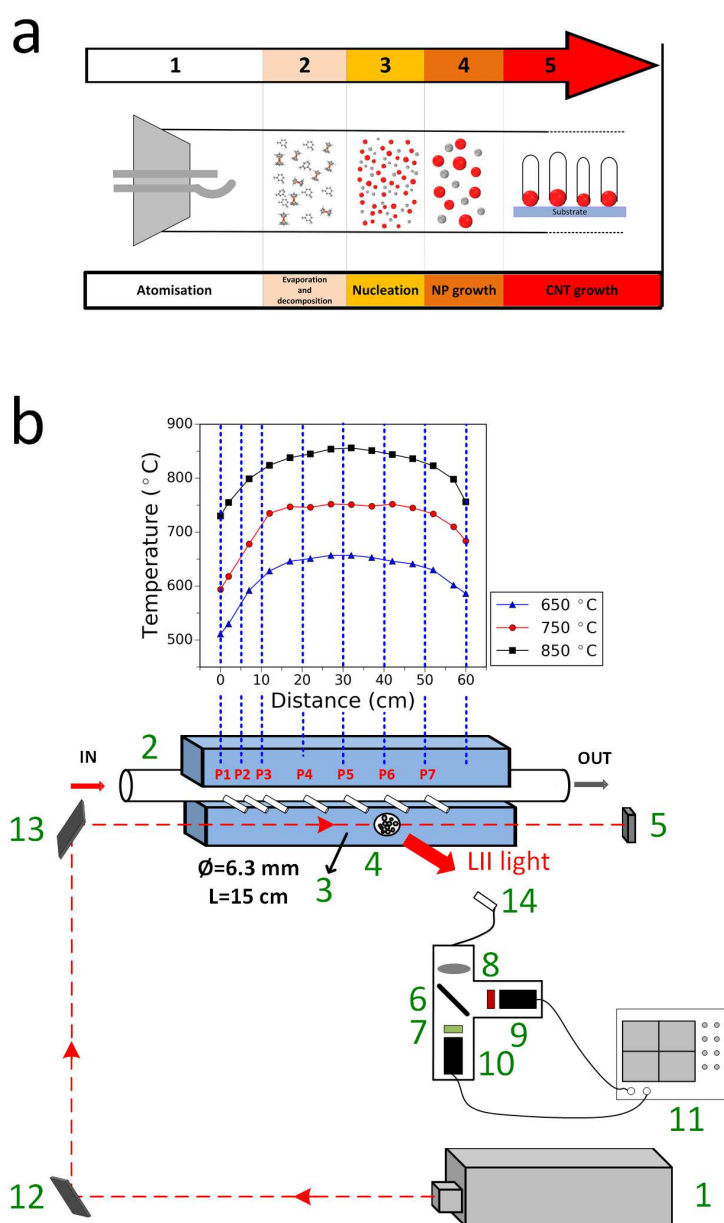 a
1 2 3 4 5
Substrate
Atomisation
Evaporation
and
decomposition
Nucleation
NP growth
CNT growth
b
900
800
700
600
500
Temperature (°C)
0 10 20 30 40 50 60
Distance (cm)
650 °C
750 °C
850 °C
IN
2
P1 P2 P3 P4 P5 P6 P7
OUT
13
5
Ø=6.3 mm
L=15 cm
3
4
LII light
14
8
6
7
9
10
11
12
1